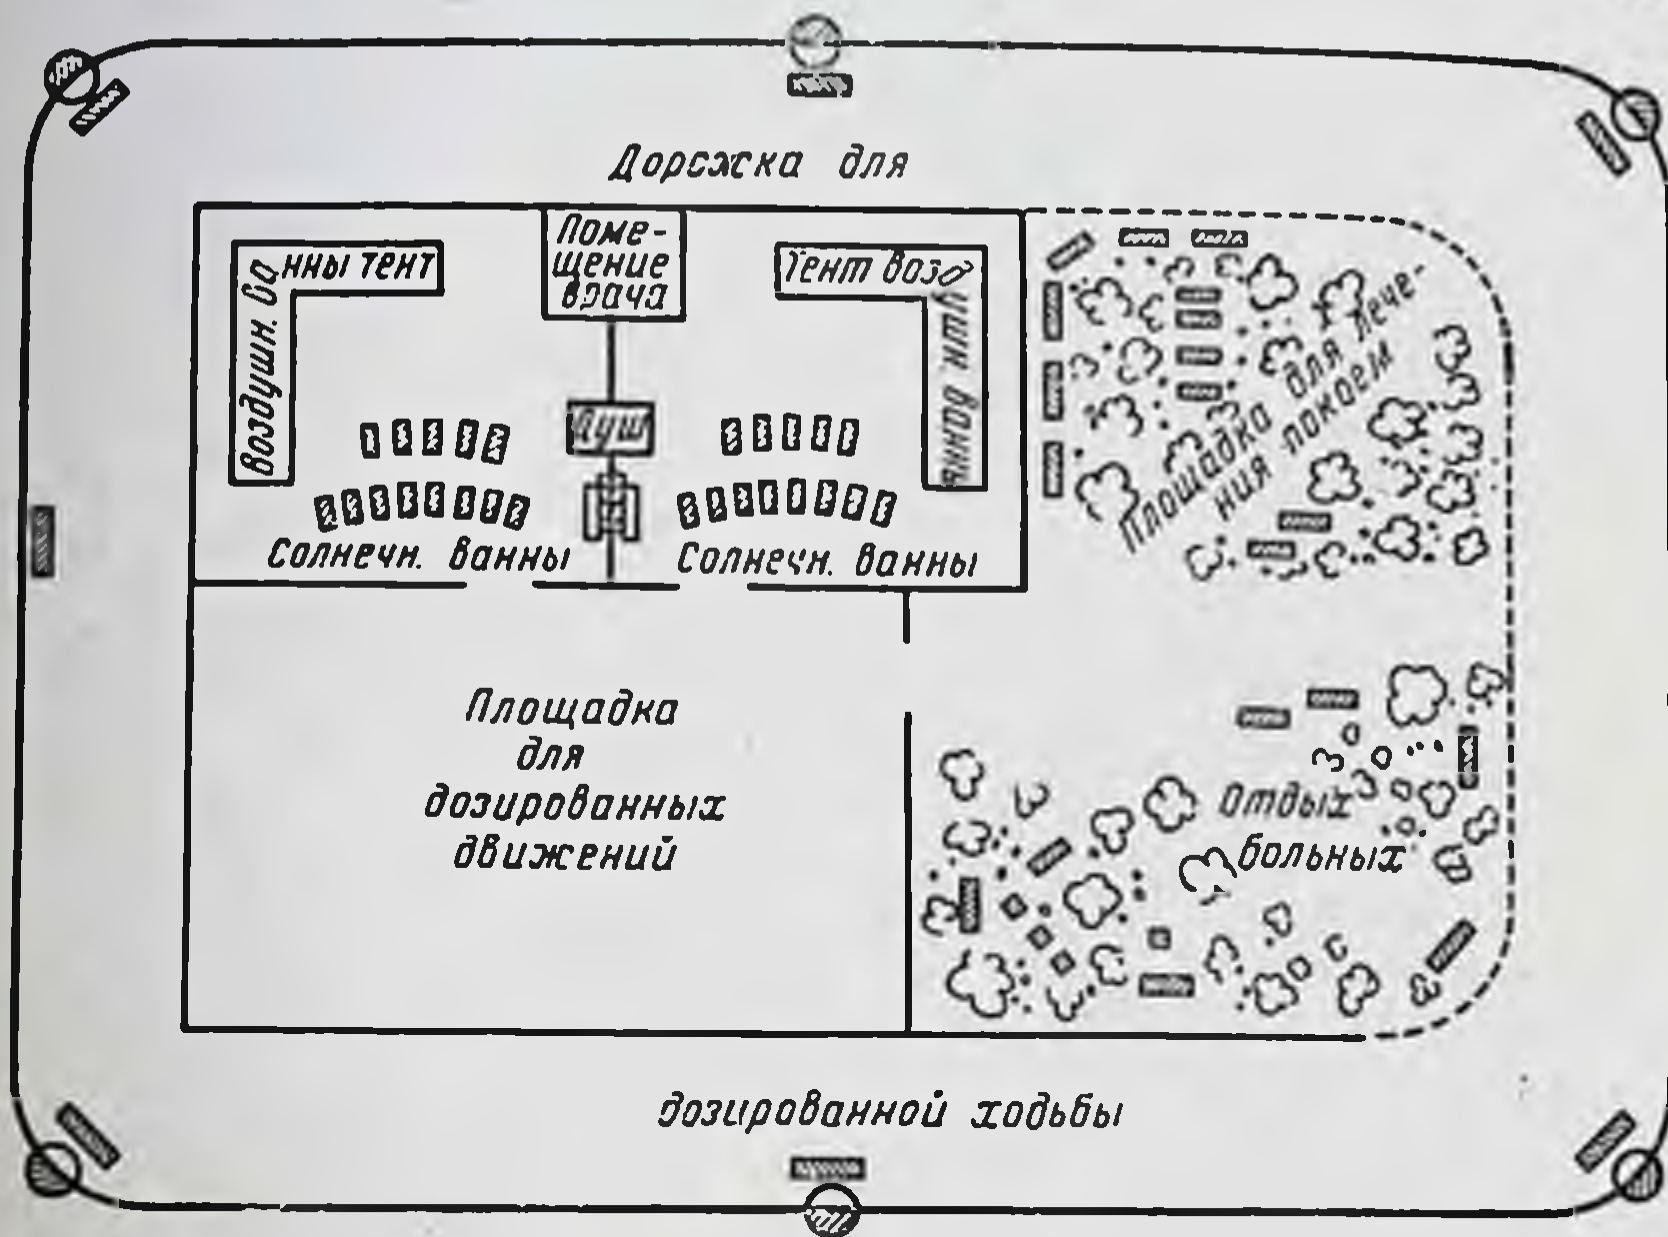 Дорожка для
Воздушн. ва
нны тент
Поме-
щение
врача
Тент возд
ушн. ванны
Душ
Солнечн. ванны
Солнечн. ванны
Площадка для лече-
ния покоем
Площадка
для
дозированных
движений
Отдых
больных
дозированной ходьбы